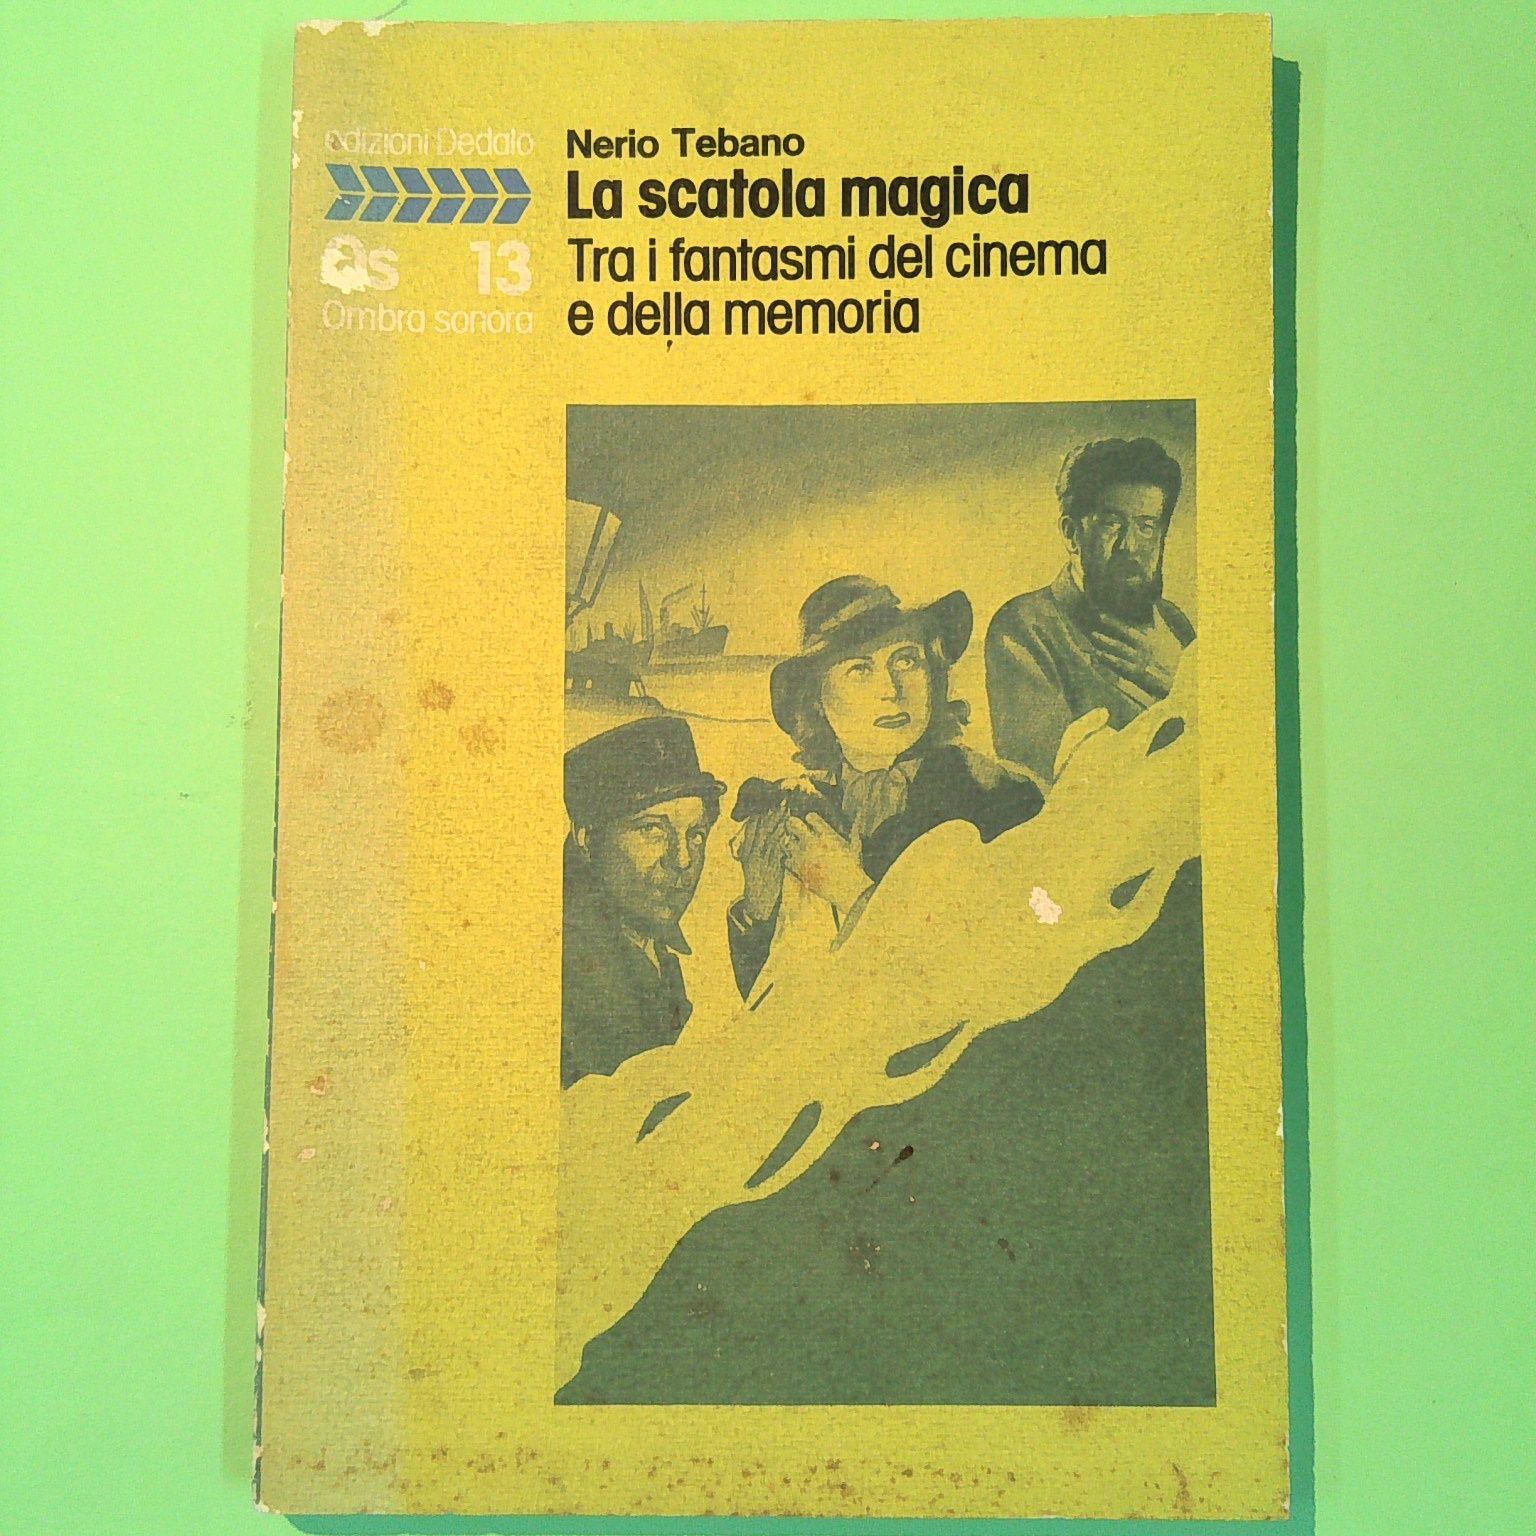 edizioni Dedalo
Os 13
Ombra sonora
Nerio Tebano
La scatola magica
Tra i fantasmi del cinema
e della memoria